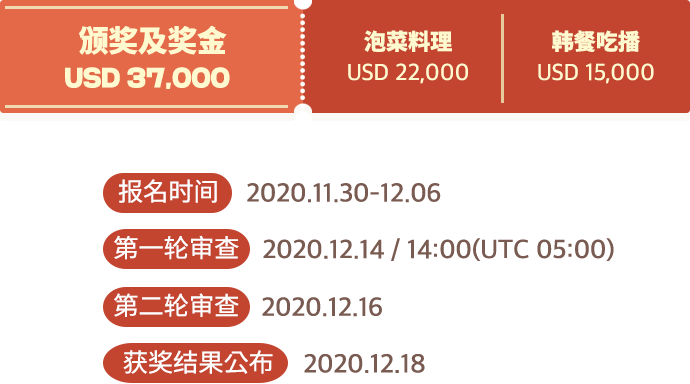 颁奖及奖金
USD 37,000
泡菜料理
USD 22,000
韩餐吃播
USD 15,000
报名时间 2020.11.30-12.06
第一轮审查 2020.12.14 / 14:00(UTC 05:00)
第二轮审查 2020.12.16
获奖结果公布 2020.12.18